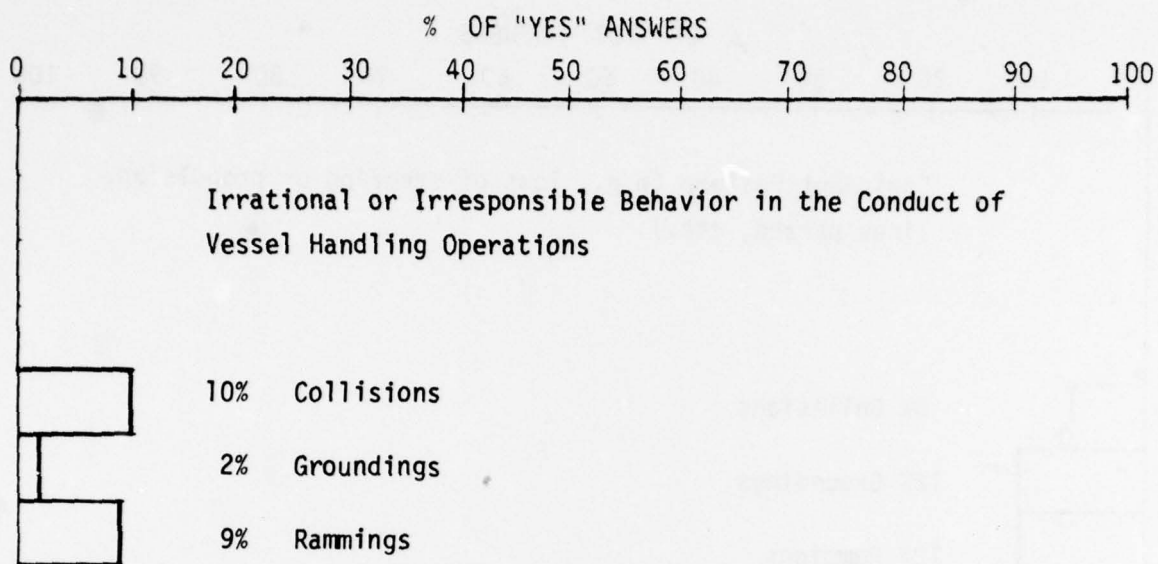 % OF "YES" ANSWERS
0 10 20 30 40 50 60 70 80 90 100
Irrational or Irresponsible Behavior in the Conduct of
Vessel Handling Operations
10% Collisions
2% Groundings
9% Rammings